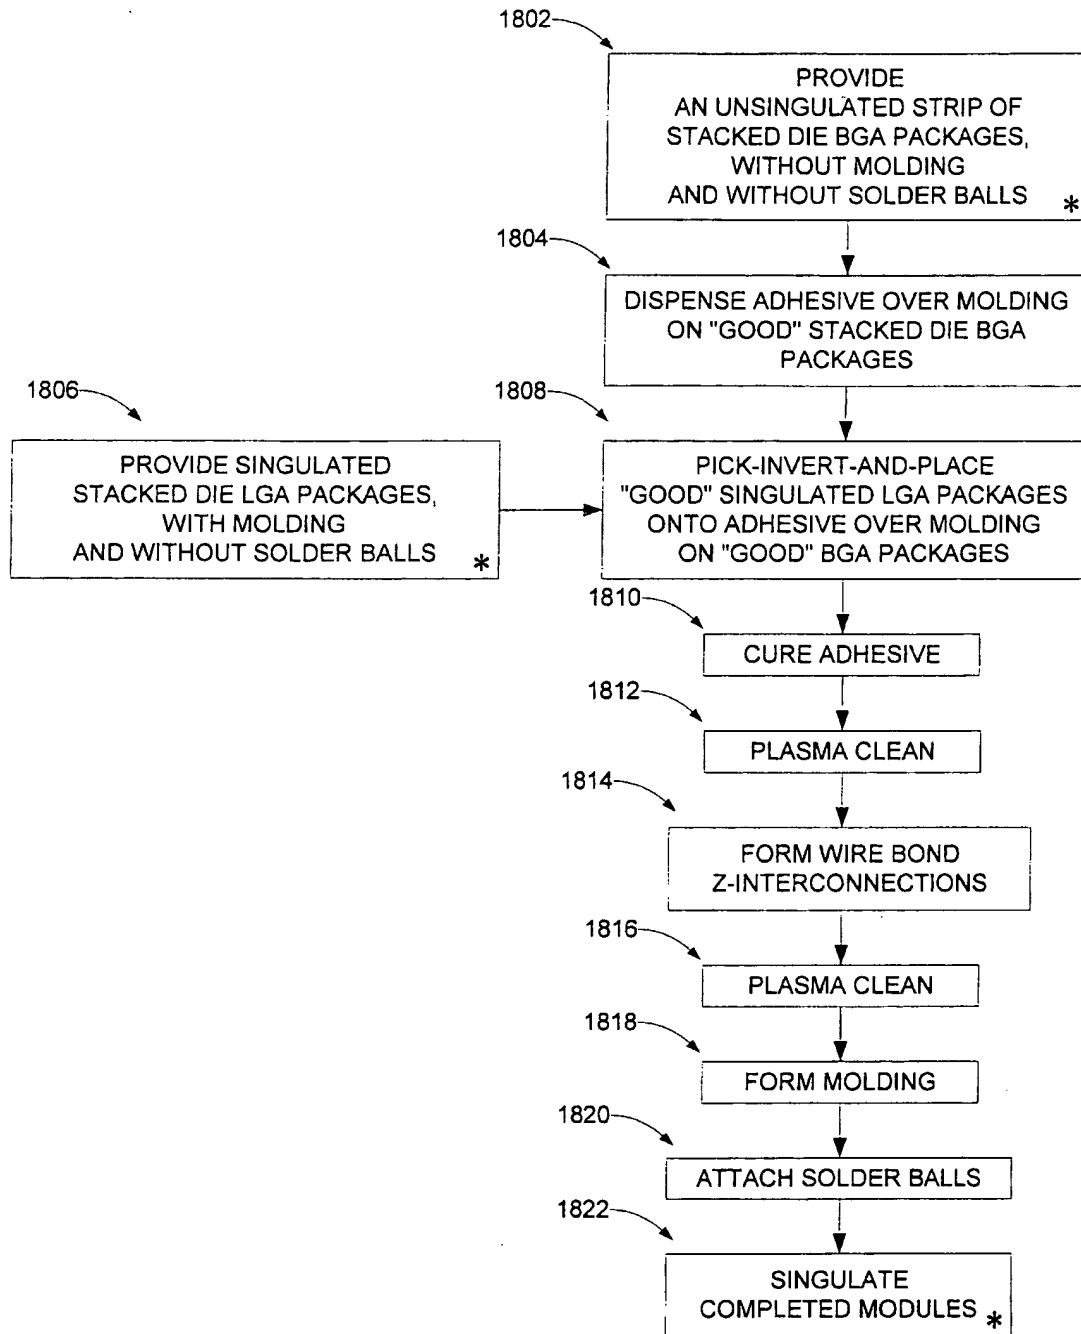 1802
PROVIDE
AN UNSINGULATED STRIP OF
STACKED DIE BGA PACKAGES,
WITHOUT MOLDING
AND WITHOUT SOLDER BALLS *
1804
DISPENSE ADHESIVE OVER MOLDING
ON "GOOD" STACKED DIE BGA
PACKAGES
1806
PROVIDE SINGULATED
STACKED DIE LGA PACKAGES,
WITH MOLDING
AND WITHOUT SOLDER BALLS *
1808
PICK-INVERT-AND-PLACE
"GOOD" SINGULATED LGA PACKAGES
ONTO ADHESIVE OVER MOLDING
ON "GOOD" BGA PACKAGES
1810
CURE ADHESIVE
1812
PLASMA CLEAN
1814
FORM WIRE BOND
Z-INTERCONNECTIONS
1816
PLASMA CLEAN
1818
FORM MOLDING
1820
ATTACH SOLDER BALLS
1822
SINGULATE
COMPLETED MODULES *